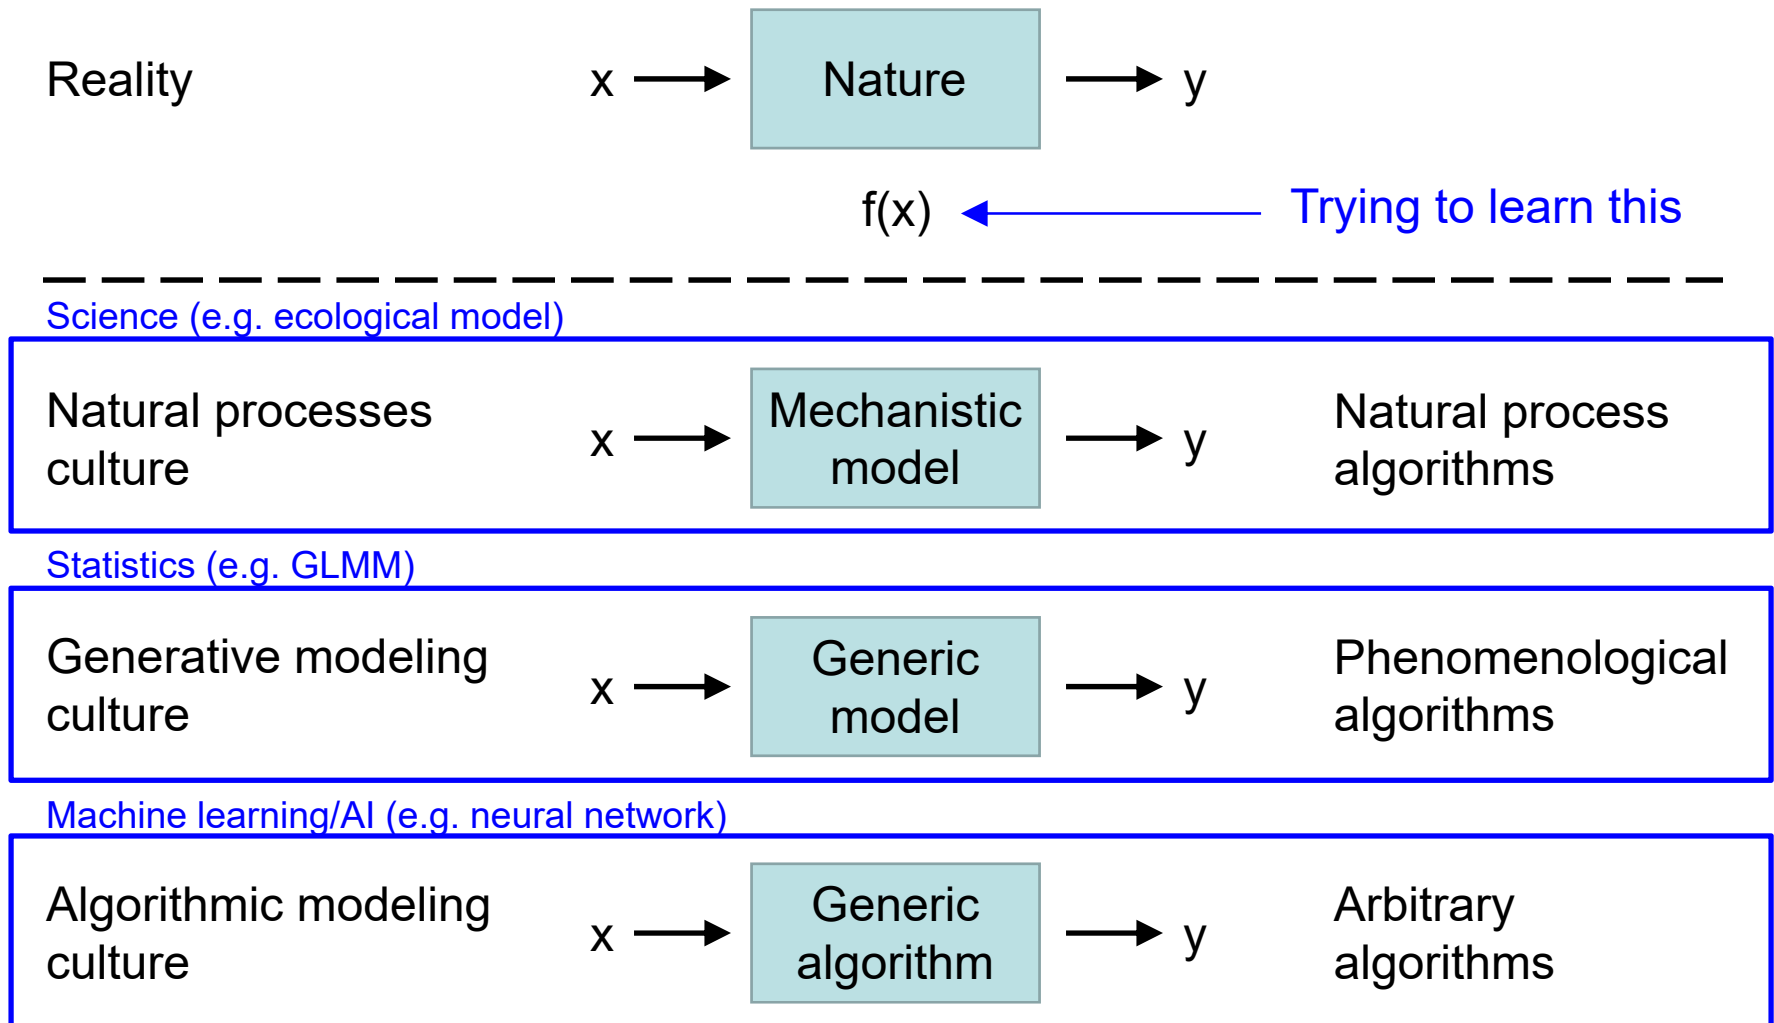 Reality x Nature y
f(x) Trying to learn this
Science (e.g. ecological model)
Natural processes
culture
x
Mechanistic
model
y
Natural process
algorithms
Statistics (e.g. GLMM)
Generative modeling
culture
x
Generic
model
y
Phenomenological
algorithms
Machine learning/AI (e.g. neural network)
Algorithmic modeling
culture
x
Generic
algorithm
y
Arbitrary
algorithms